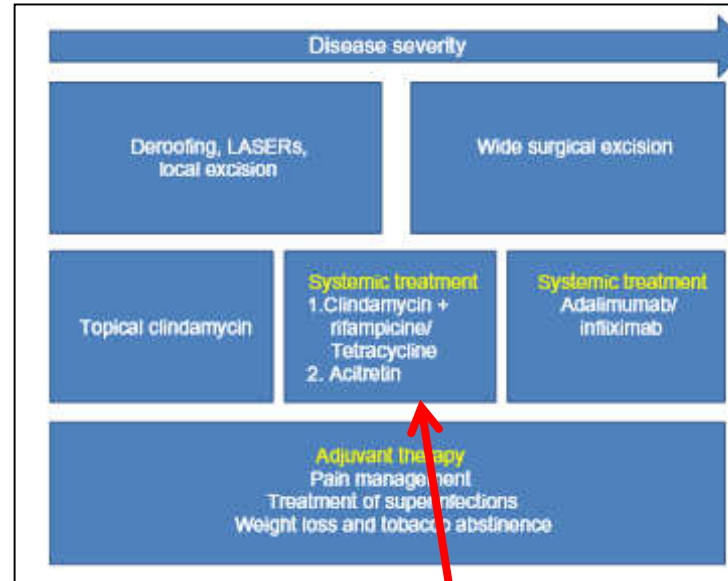 Disease severity
Deroofing, LASERs,
local excision
Wide surgical excision
Topical clindamycin
Systemic treatment
1.Clindamycin +
rifampicine/
Tetracycline
2. Acitretin
Systemic treatment
Adalimumab/
infliximab
Adjuvant therapy
Pain management
Treatment of superinfections
Weight loss and tobacco abstinence